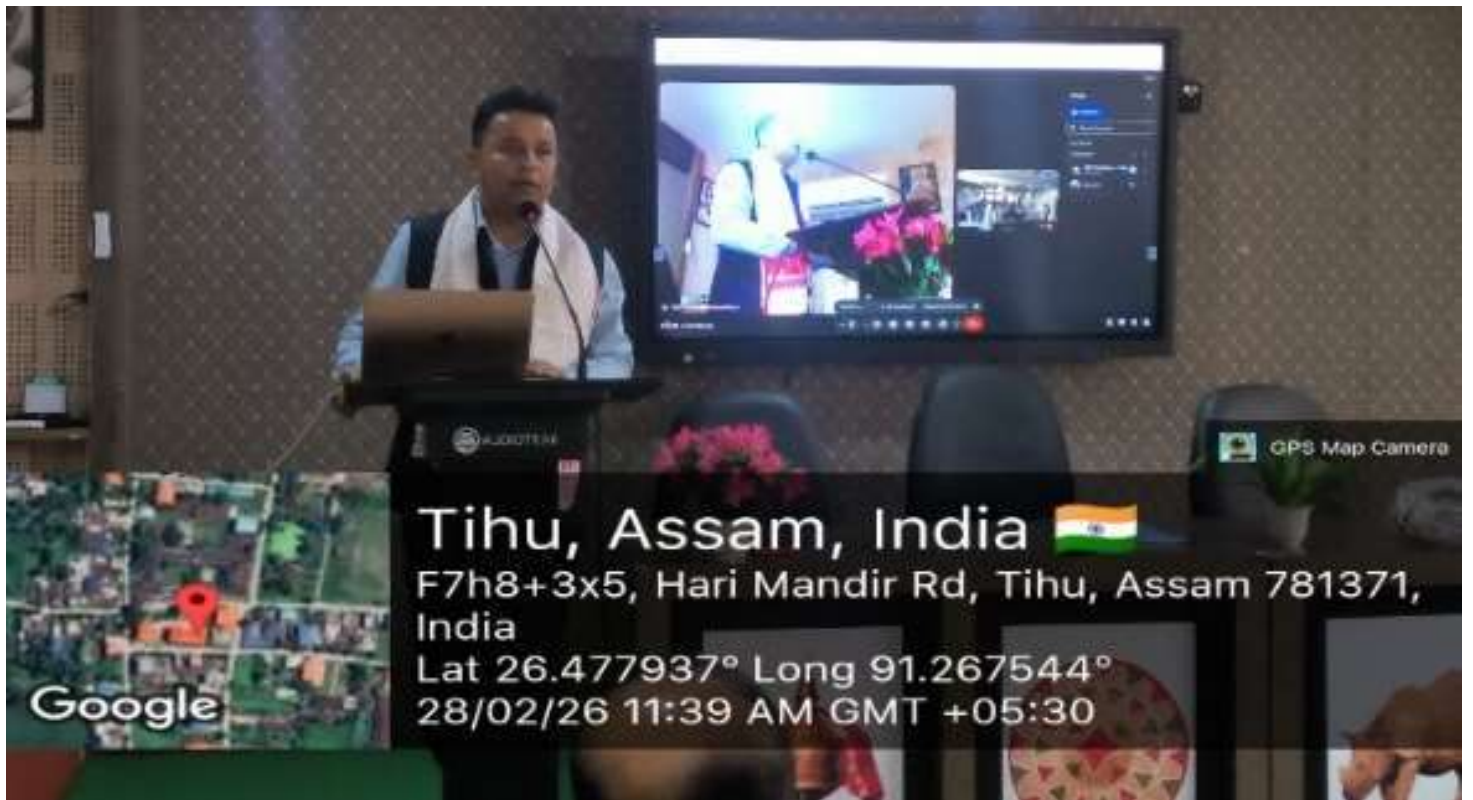 AUDIOTRAK
GPS Map Camera
Tihu, Assam, India
F7h8+3x5, Hari Mandir Rd, Tihu, Assam 781371,
India
Lat 26.477937° Long 91.267544°
28/02/26 11:39 AM GMT +05:30
Google